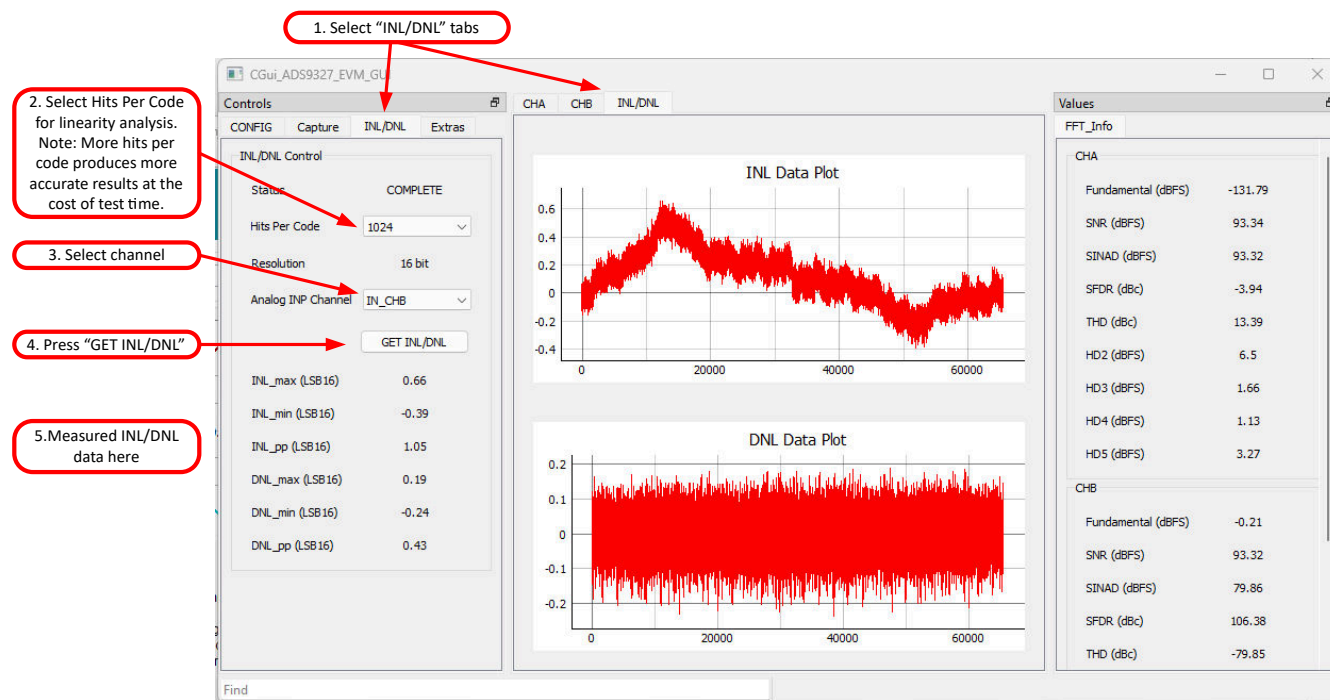 1. Select “INL/DNL” tabs
2. Select Hits Per Code
for linearity analysis.
Note: More hits per
code produces more
accurate results at the
cost of test time.
3. Select channel
4. Press “GET INL/DNL”
5.Measured INL/DNL
data here
CGui_ADS9327_EVM_GU
Controls
CONFIG Capture INL/DNL Extras
INL/DNL Control
Status COMPLETE
Hits Per Code 1024
Resolution 16 bit
Analog INP Channel IN_CHB
GET INL/DNL
INL_max (LSB16) 0.66
INL_min (LSB16) -0.39
INL_pp (LSB16) 1.05
DNL_max (LSB16) 0.19
DNL_min (LSB16) -0.24
DNL_pp (LSB16) 0.43
Find
CHA CHB INL/DNL
INL Data Plot
0.6
0.4
0.2
0
-0.2
-0.4
0 20000 40000 60000
DNL Data Plot
0.2
0.1
0
-0.1
-0.2
0 20000 40000 60000
Values
FFT_Info
CHA
Fundamental (dBFS) -131.79
SNR (dBFS) 93.34
SINAD (dBFS) 93.32
SFDR (dBc) -3.94
THD (dBc) 13.39
HD2 (dBFS) 6.5
HD3 (dBFS) 1.66
HD4 (dBFS) 1.13
HD5 (dBFS) 3.27
CHB
Fundamental (dBFS) -0.21
SNR (dBFS) 93.32
SINAD (dBFS) 79.86
SFDR (dBc) 106.38
THD (dBc) -79.85